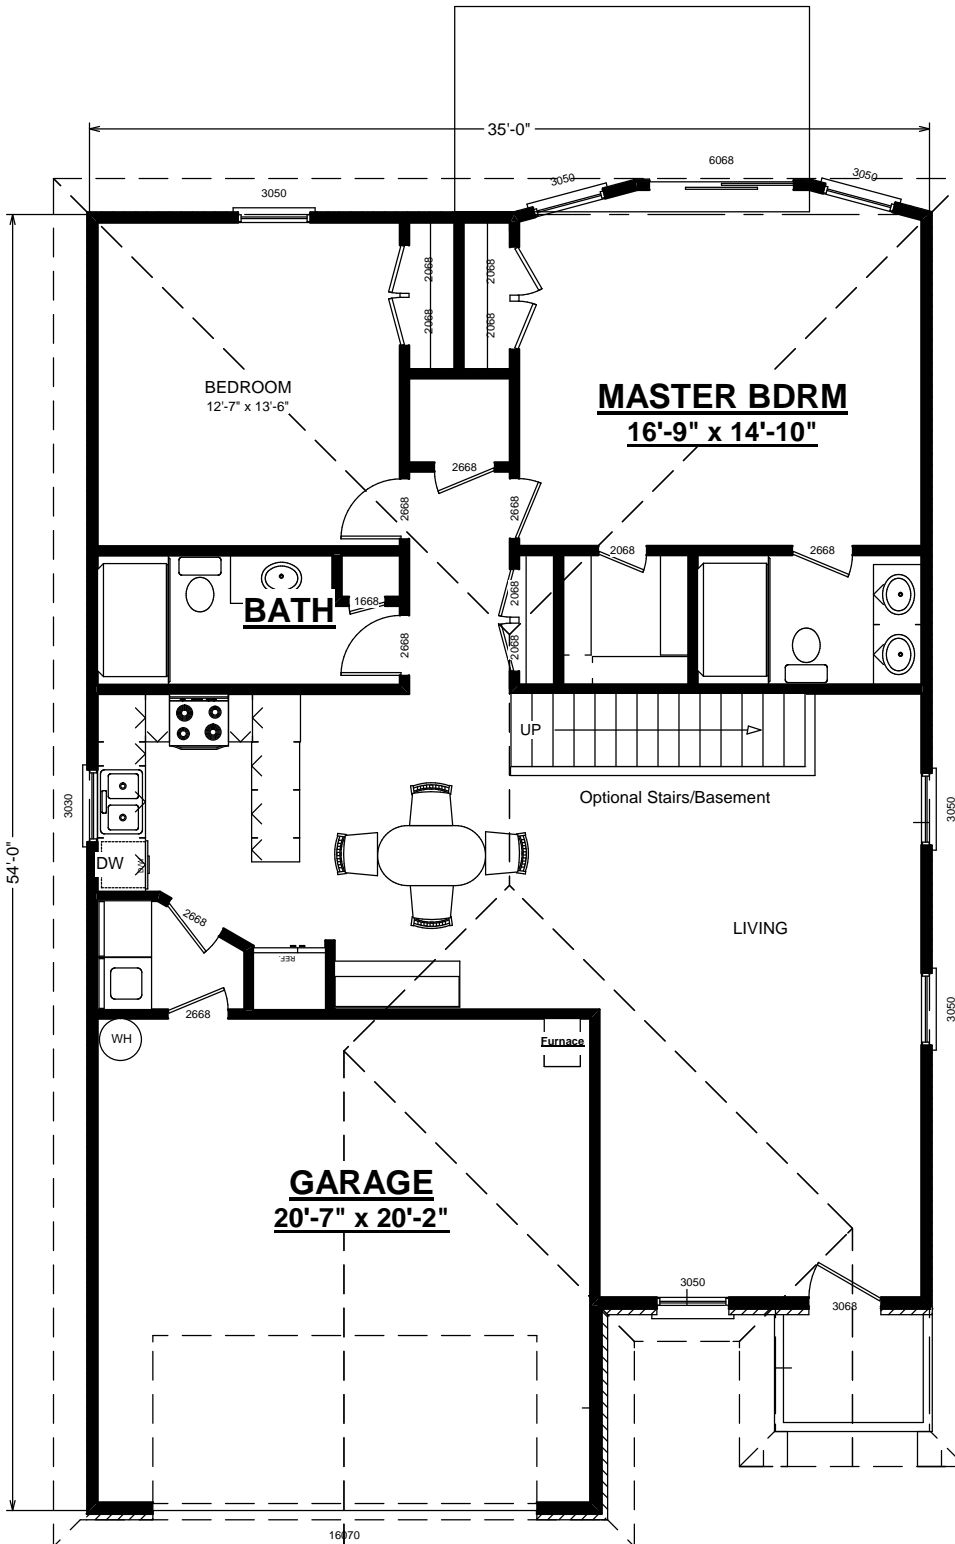 35'-0"
6068
3050
3050
3050
2068
2068
2068
2068
BEDROOM
12'-7" x 13'-6"
MASTER BDRM
16'-9" x 14'-10"
2668
2668
2668
2068
2668
2068
2068
1668
BATH
2668
UP
Optional Stairs/Basement
3030
3050
DW
54'-0"
2668
LIVING
REF.
3050
2668
WH
Furnace
GARAGE
20'-7" x 20'-2"
3050
3068
16070